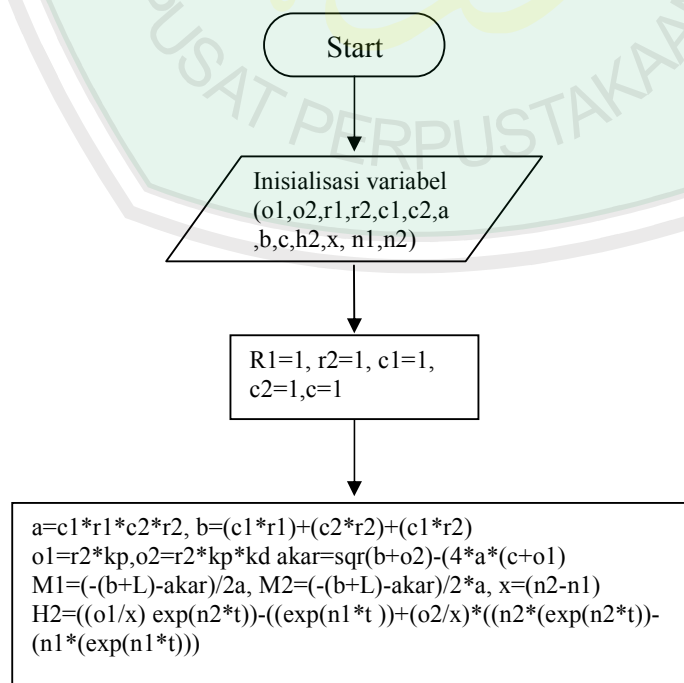 PUSAT PERPUSTAKAAN
Start
Inisialisasi variabel
(o1,o2,r1,r2,c1,c2,a
,b,c,h2,x, n1,n2)
R1=1, r2=1, c1=1,
c2=1,c=1
a=c1*r1*c2*r2, b=(c1*r1)+(c2*r2)+(c1*r2)
o1=r2*kp,o2=r2*kp*kd akar=sqr(b+o2)-(4*a*(c+o1)
M1=(-(b+L)-akar)/2a, M2=(-(b+L)-akar)/2*a, x=(n2-n1)
H2=((o1/x) exp(n2*t))-((exp(n1*t ))+(o2/x)*((n2*(exp(n2*t))-
(n1*(exp(n1*t)))